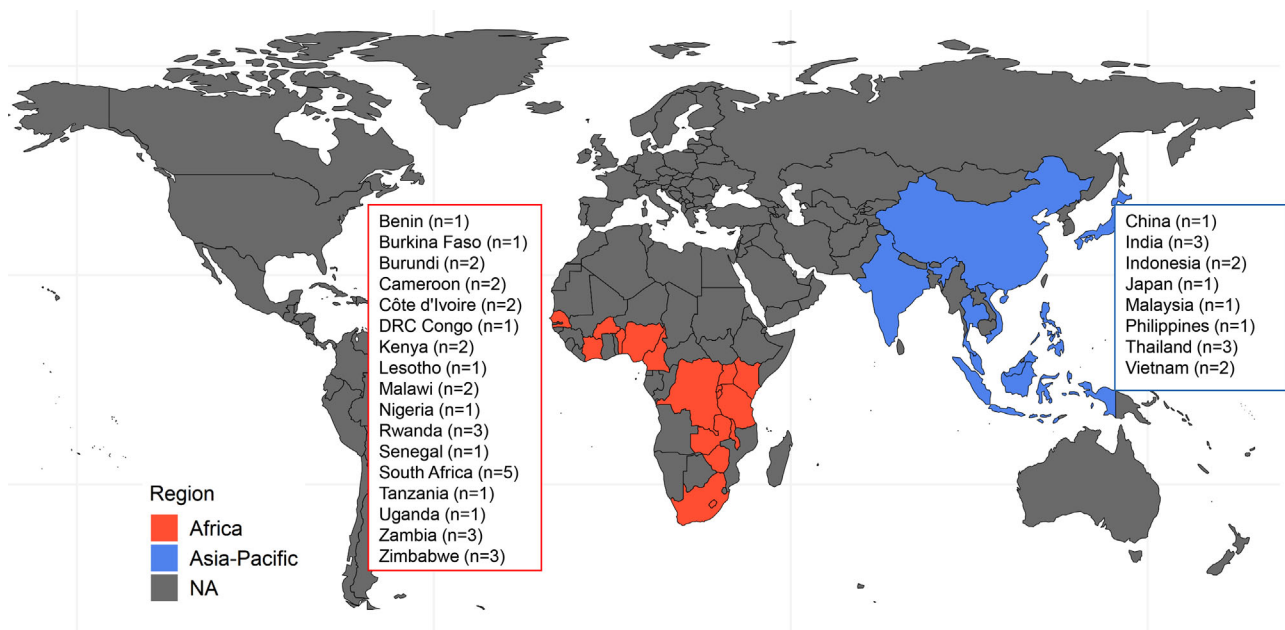 Benin (n=1)
Burkina Faso (n=1)
Burundi (n=2)
Cameroon (n=2)
Côte d'Ivoire (n=2)
DRC Congo (n=1)
Kenya (n=2)
Lesotho (n=1)
Malawi (n=2)
Nigeria (n=1)
Rwanda (n=3)
Senegal (n=1)
South Africa (n=5)
Tanzania (n=1)
Uganda (n=1)
Zambia (n=3)
Zimbabwe (n=3)
China (n=1)
India (n=3)
Indonesia (n=2)
Japan (n=1)
Malaysia (n=1)
Philippines (n=1)
Thailand (n=3)
Vietnam (n=2)
Region
Africa
Asia-Pacific
NA